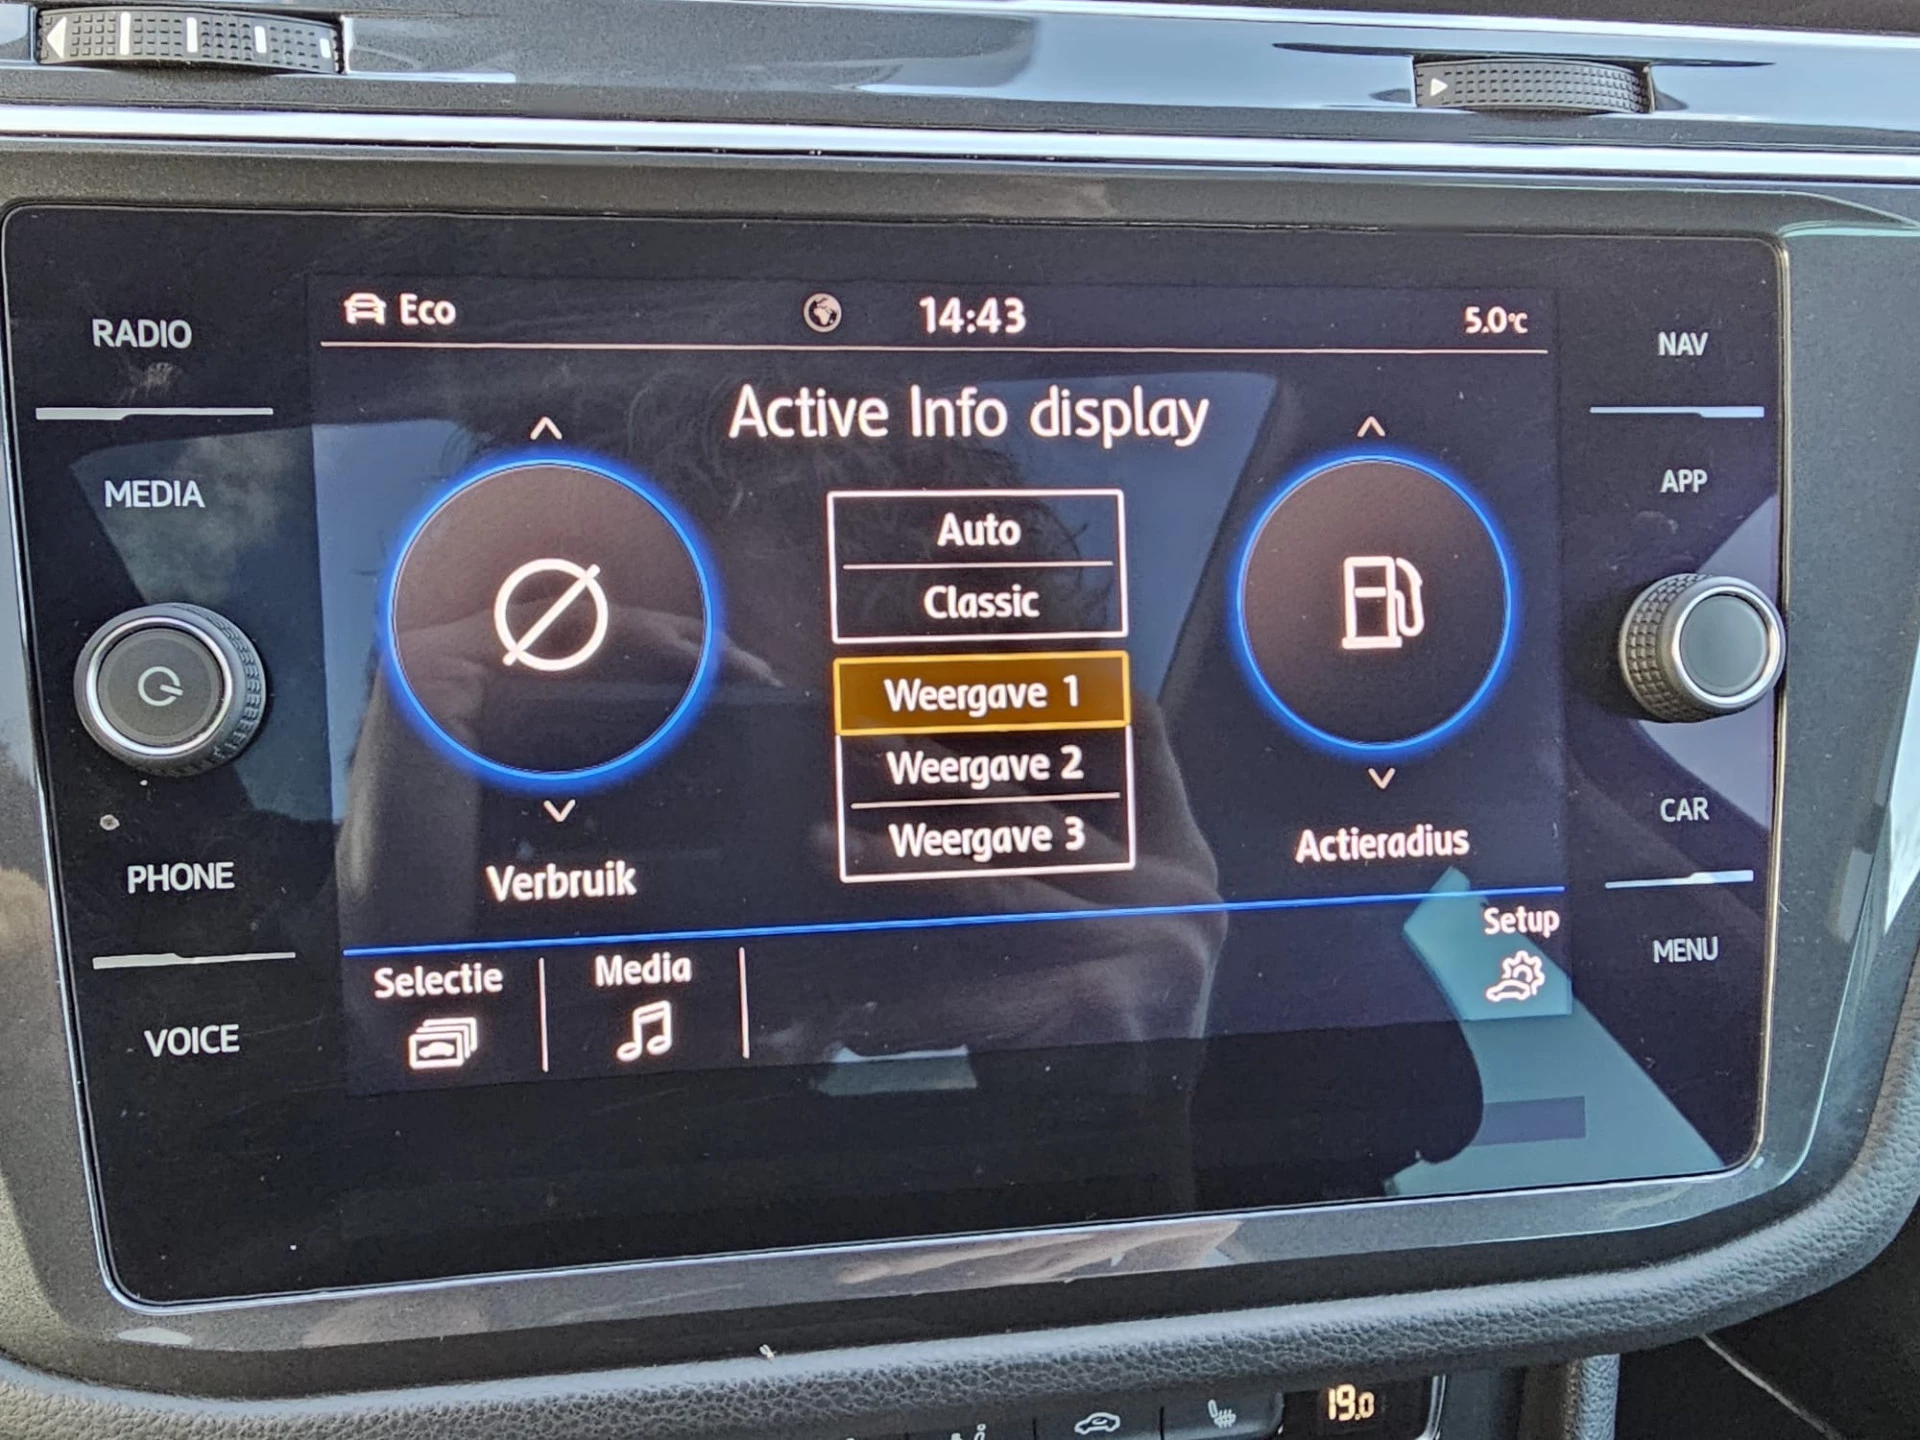 RADIO
MEDIA
PHONE
VOICE
Eco
14:43
5.0°C
Active Info display
Auto
Classic
Weergave 1
Weergave 2
Weergave 3
Verbruik
Actieradius
Selectie
Media
Setup
NAV
APP
CAR
MENU
19.0